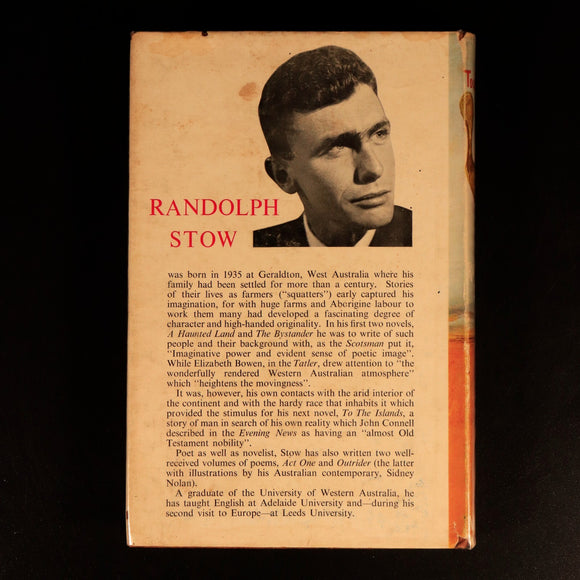 RANDOLPH
STOW
was born in 1935 at Geraldton, West Australia where his
family had been settled for more than a century. Stories
of their lives as farmers ("squatters") early captured his
imagination, for with huge farms and Aborigine labour to
work them many had developed a fascinating degree of
character and high-handed originality. In his first two novels,
A Haunted Land and The Bystander he was to write of such
people and their background with, as the Scotsman put it,
"Imaginative power and evident sense of poetic image".
While Elizabeth Bowen, in the Tatler, drew attention to "the
wonderfully rendered Western Australian atmosphere"
which "heightens the movingness".
It was, however, his own contacts with the arid interior of
the continent and with the hardy race that inhabits it which
provided the stimulus for his next novel, To The Islands, a
story of man in search of his own reality which John Connell
described in the Evening News as having an "almost Old
Testament nobility".
Poet as well as novelist, Stow has also written two well-
received volumes of poems, Act One and Outrider (the latter
with illustrations by his Australian contemporary, Sidney
Nolan).
A graduate of the University of Western Australia, he
has taught English at Adelaide University and—during his
second visit to Europe—at Leeds University.